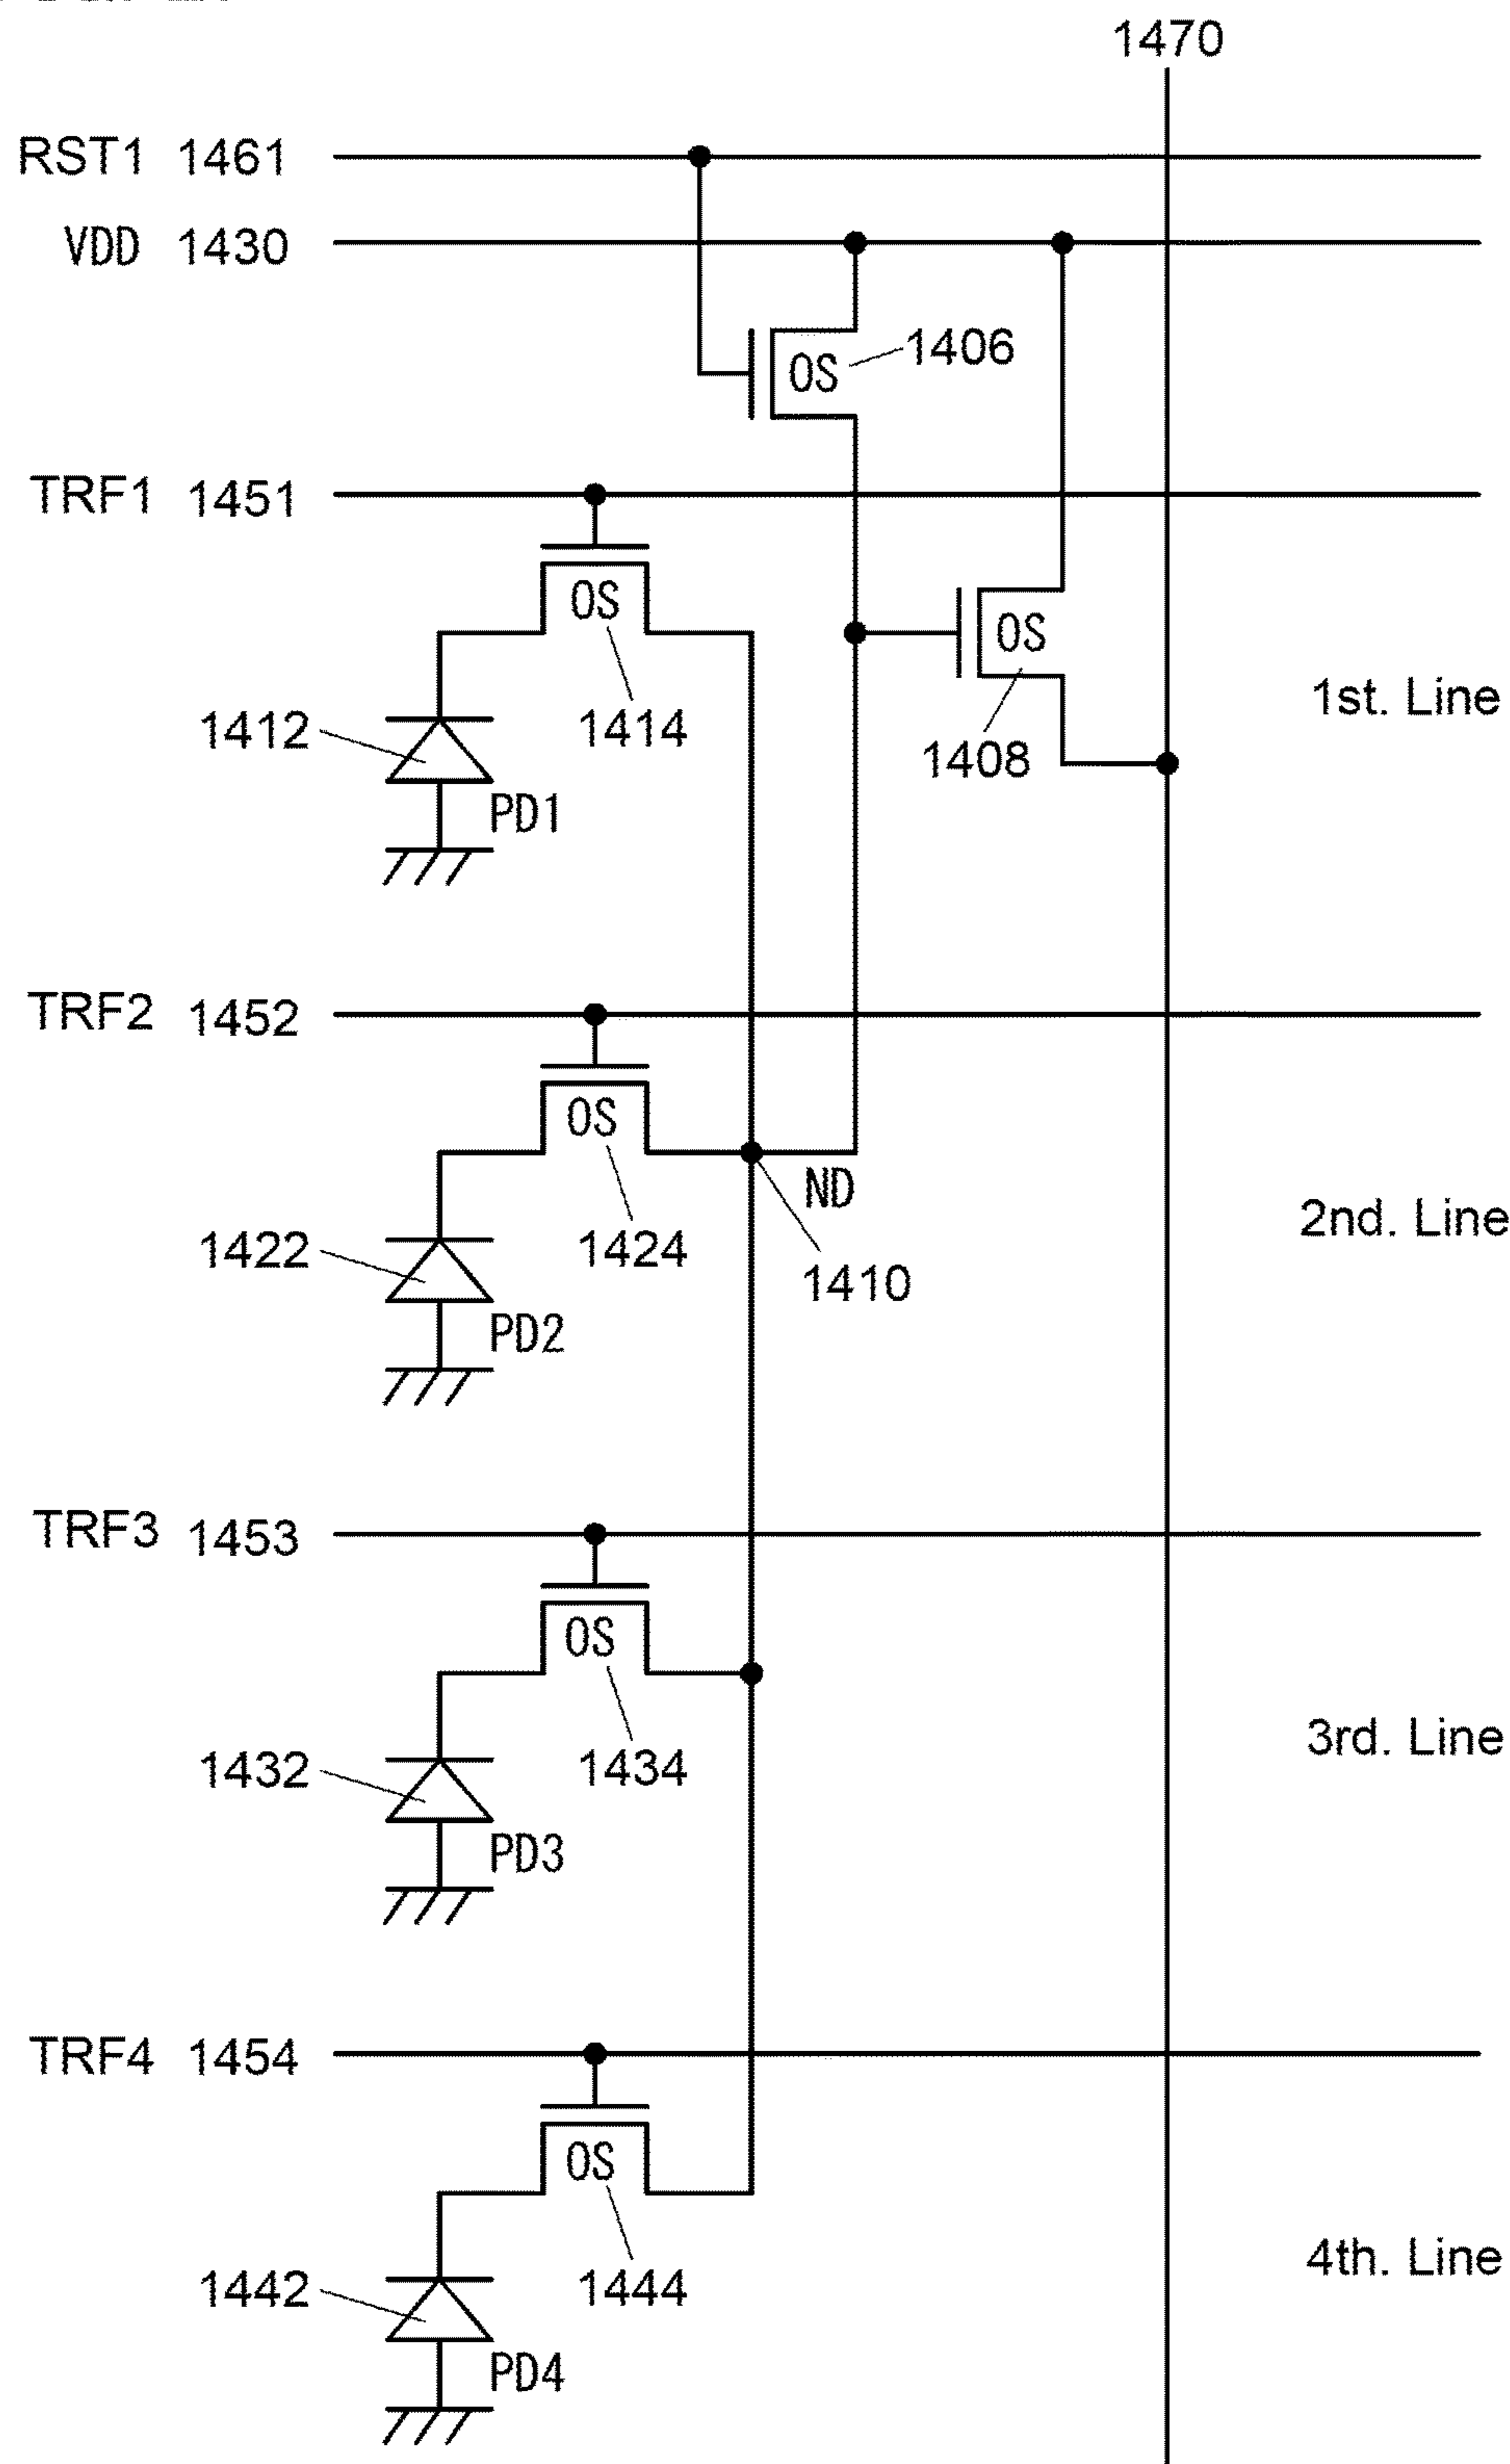 1470
RST1 1461
VDD 1430
OS
1406
TRF1 1451
OS
OS
1st. Line
1412
1414
1408
PD1
TRF2 1452
OS
ND
2nd. Line
1422
1424
1410
PD2
TRF3 1453
OS
3rd. Line
1432
1434
PD3
TRF4 1454
OS
4th. Line
1442
1444
PD4